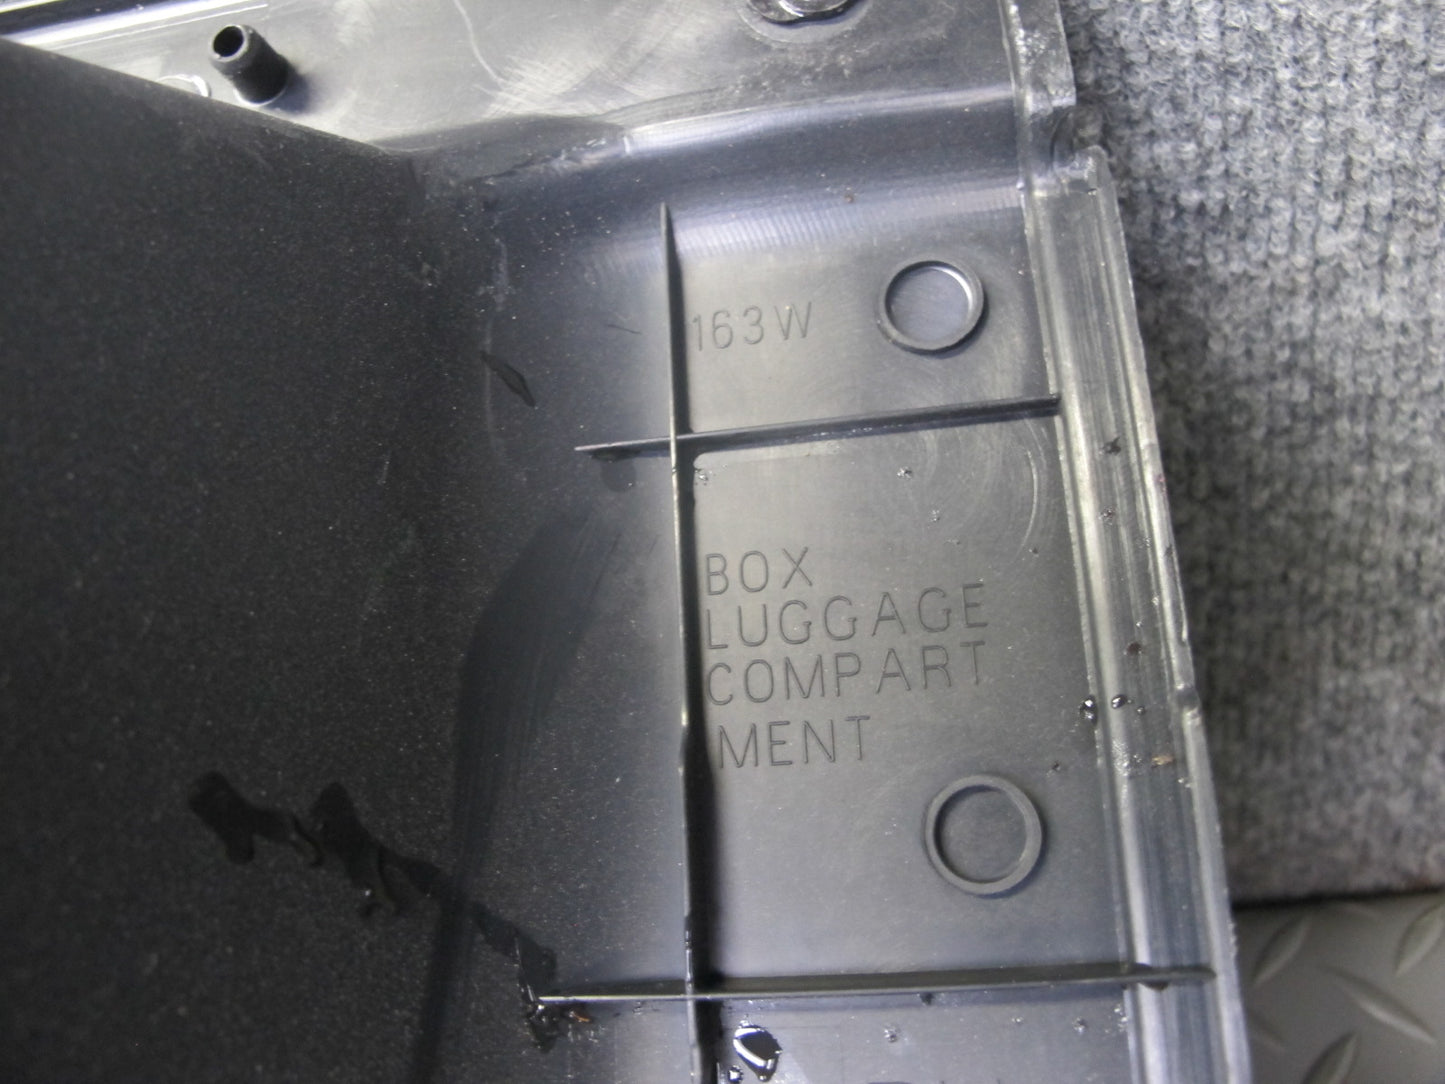 163W
BOX
LUGGAGE
COMPART
MENT